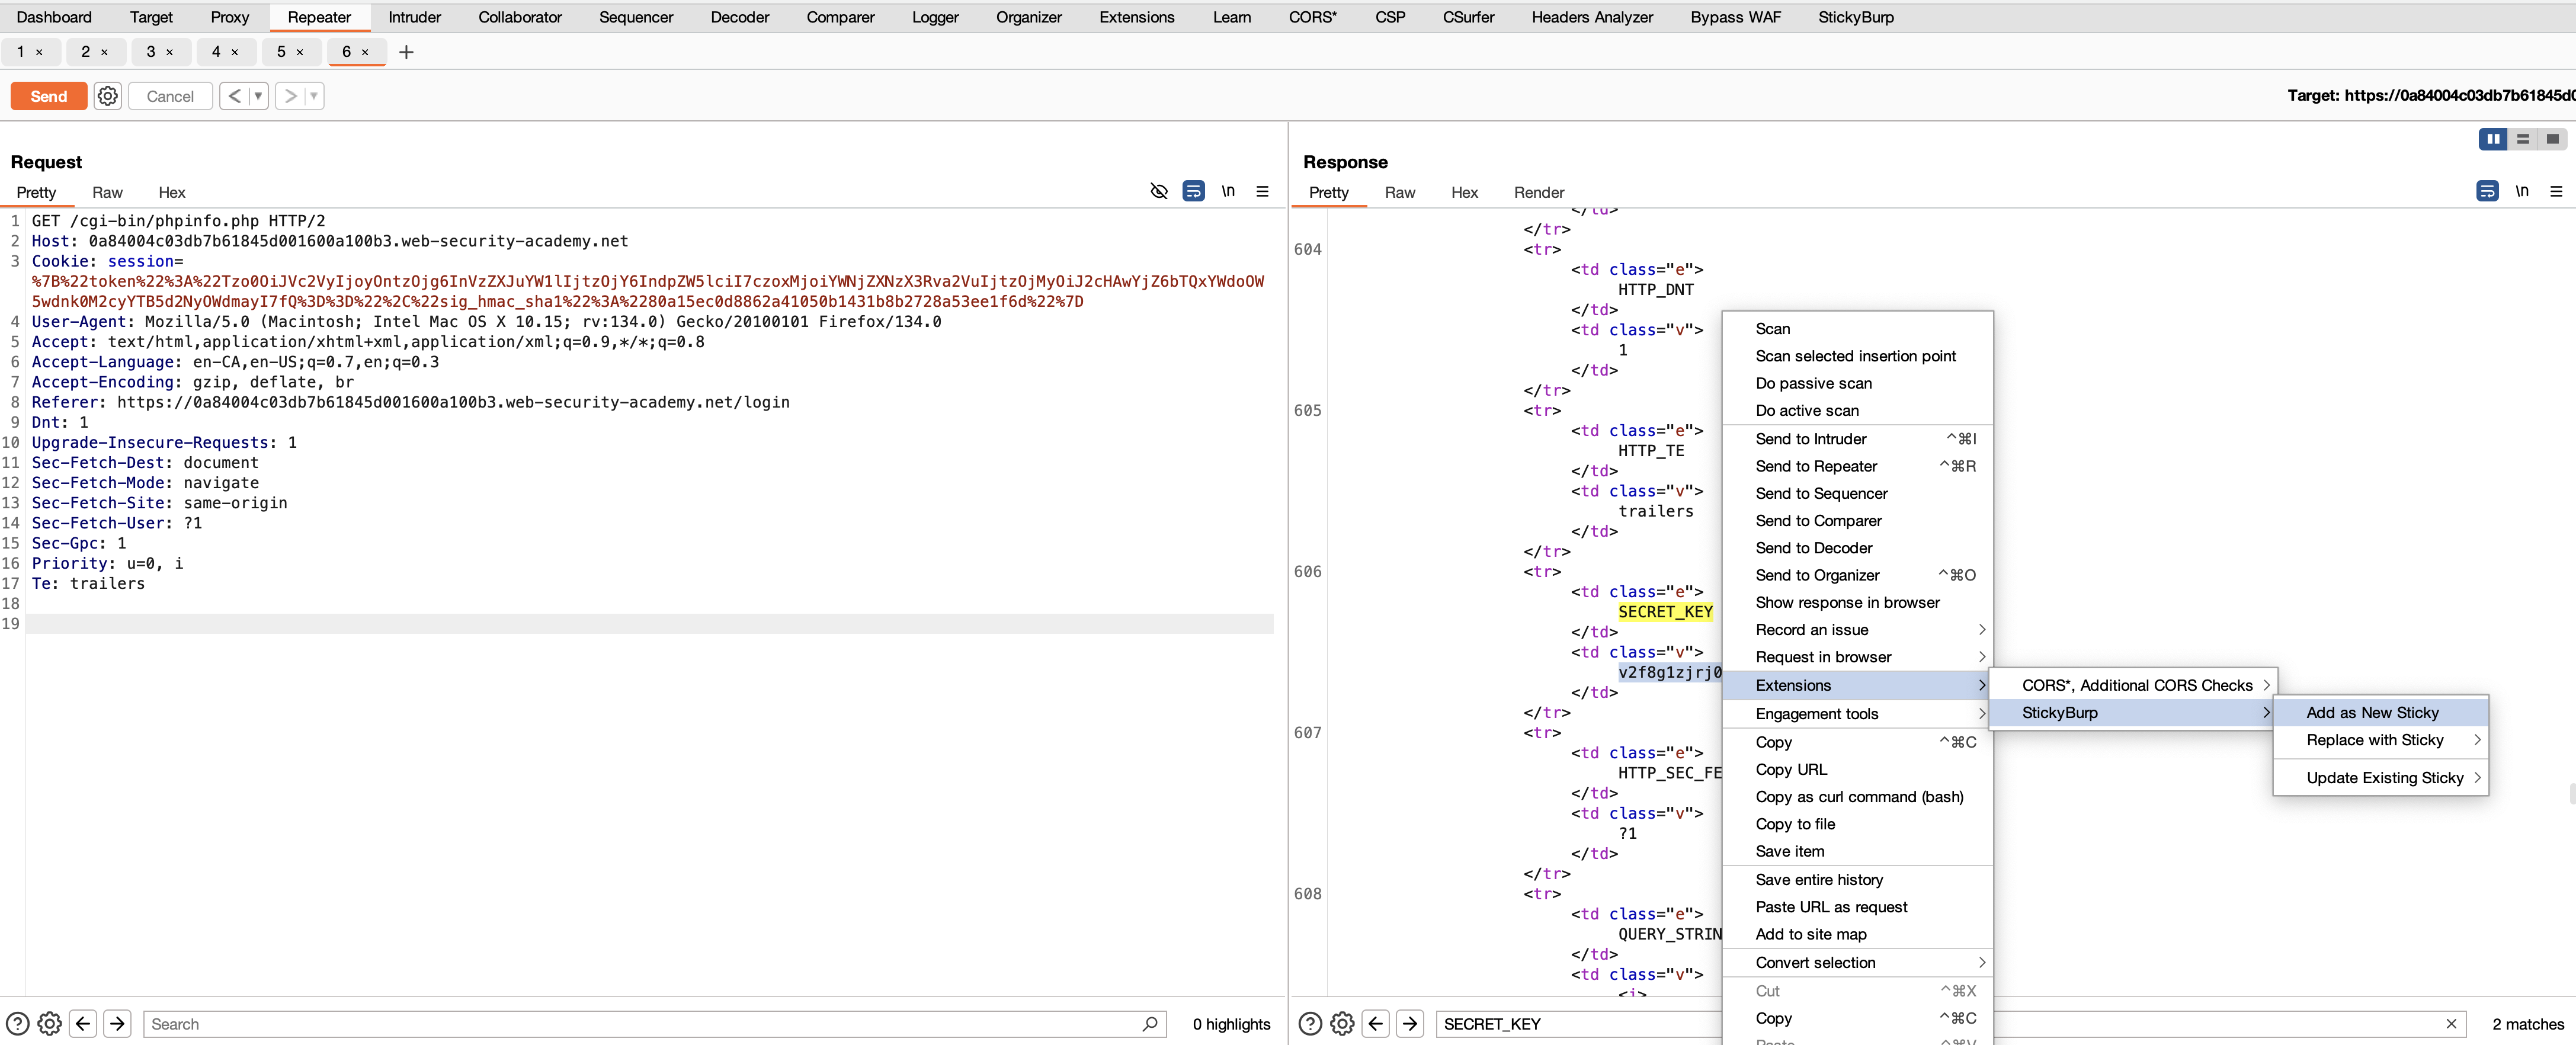 Dashboard Target Proxy Repeater Intruder Collaborator Sequencer Decoder Comparer Logger Organizer Extensions Learn CORS* CSP CSurfer Headers Analyzer Bypass WAF StickyBurp
1 × 2 × 3 × 4 × 5 × 6 × +
Send Cancel < >
Target: https://0a84004c03db7b61845d0
Request
Pretty Raw Hex \n
1 GET /cgi-bin/phpinfo.php HTTP/2
2 Host: 0a84004c03db7b61845d001600a100b3.web-security-academy.net
3 Cookie: session=
%7B%22token%22%3A%22Tzo0OiJVc2VyIjoyOntzOjg6InVzZXJuYW1lIjtzOjY6IndpZW5lciI7czoxMjoiYWNjZXNzX3Rva2VuIjtzOjMyOiJ2cHAwYjZ6bTQxYWdoOW
5wdnk0M2cyYTB5d2NyOWdmayI7fQ%3D%3D%22%2C%22sig_hmac_sha1%22%3A%2280a15ec0d8862a41050b1431b8b2728a53ee1f6d%22%7D
4 User-Agent: Mozilla/5.0 (Macintosh; Intel Mac OS X 10.15; rv:134.0) Gecko/20100101 Firefox/134.0
5 Accept: text/html,application/xhtml+xml,application/xml;q=0.9,*/*;q=0.8
6 Accept-Language: en-CA,en-US;q=0.7,en;q=0.3
7 Accept-Encoding: gzip, deflate, br
8 Referer: https://0a84004c03db7b61845d001600a100b3.web-security-academy.net/login
9 Dnt: 1
10 Upgrade-Insecure-Requests: 1
11 Sec-Fetch-Dest: document
12 Sec-Fetch-Mode: navigate
13 Sec-Fetch-Site: same-origin
14 Sec-Fetch-User: ?1
15 Sec-Gpc: 1
16 Priority: u=0, i
17 Te: trailers
18
19
Search
0 highlights
Response
Pretty Raw Hex Render \n
</td>
</tr>
604 <tr>
<td class="e">
HTTP_DNT
</td>
<td class="v">
1
</td>
</tr>
605 <tr>
<td class="e">
HTTP_TE
</td>
<td class="v">
trailers
</td>
</tr>
606 <tr>
<td class="e">
SECRET_KEY
</td>
<td class="v">
v2f8g1zjrj0
</td>
</tr>
607 <tr>
<td class="e">
HTTP_SEC_FE
</td>
<td class="v">
?1
</td>
</tr>
608 <tr>
<td class="e">
QUERY_STRIN
</td>
<td class="v">
<i>
SECRET_KEY
2 matches
Scan
Scan selected insertion point
Do passive scan
Do active scan
Send to Intruder ^⌘I
Send to Repeater ^⌘R
Send to Sequencer
Send to Comparer
Send to Decoder
Send to Organizer ^⌘O
Show response in browser
Record an issue
Request in browser
Extensions
Engagement tools
Copy ^⌘C
Copy URL
Copy as curl command (bash)
Copy to file
Save item
Save entire history
Paste URL as request
Add to site map
Convert selection
Cut ^⌘X
Copy ^⌘C
Paste ^⌘V
CORS*, Additional CORS Checks
StickyBurp
Add as New Sticky
Replace with Sticky
Update Existing Sticky